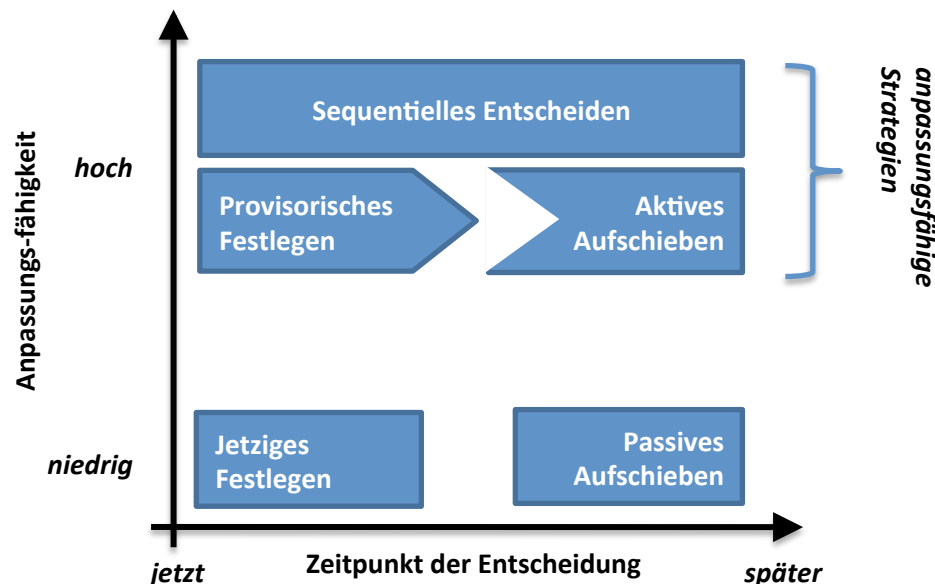 anpassungsfähige
Strategien
Sequentielles Entscheiden
Anpassungs-fähigkeit
hoch
Provisorisches
Festlegen
Aktives
Aufschieben
niedrig
Jetziges
Festlegen
Passives
Aufschieben
jetzt
Zeitpunkt der Entscheidung
später